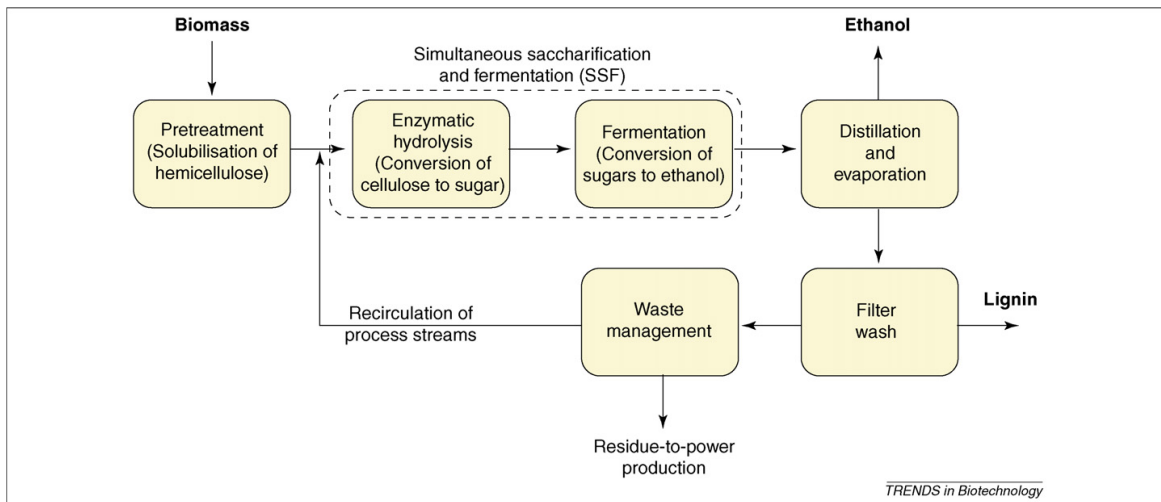 Biomass
Ethanol
Simultaneous saccharification
and fermentation (SSF)
Pretreatment
(Solubilisation of
hemicellulose)
Enzymatic
hydrolysis
(Conversion of
cellulose to sugar)
Fermentation
(Conversion of
sugars to ethanol)
Distillation
and
evaporation
Recirculation of
process streams
Waste
management
Filter
wash
Lignin
Residue-to-power
production
TRENDS in Biotechnology